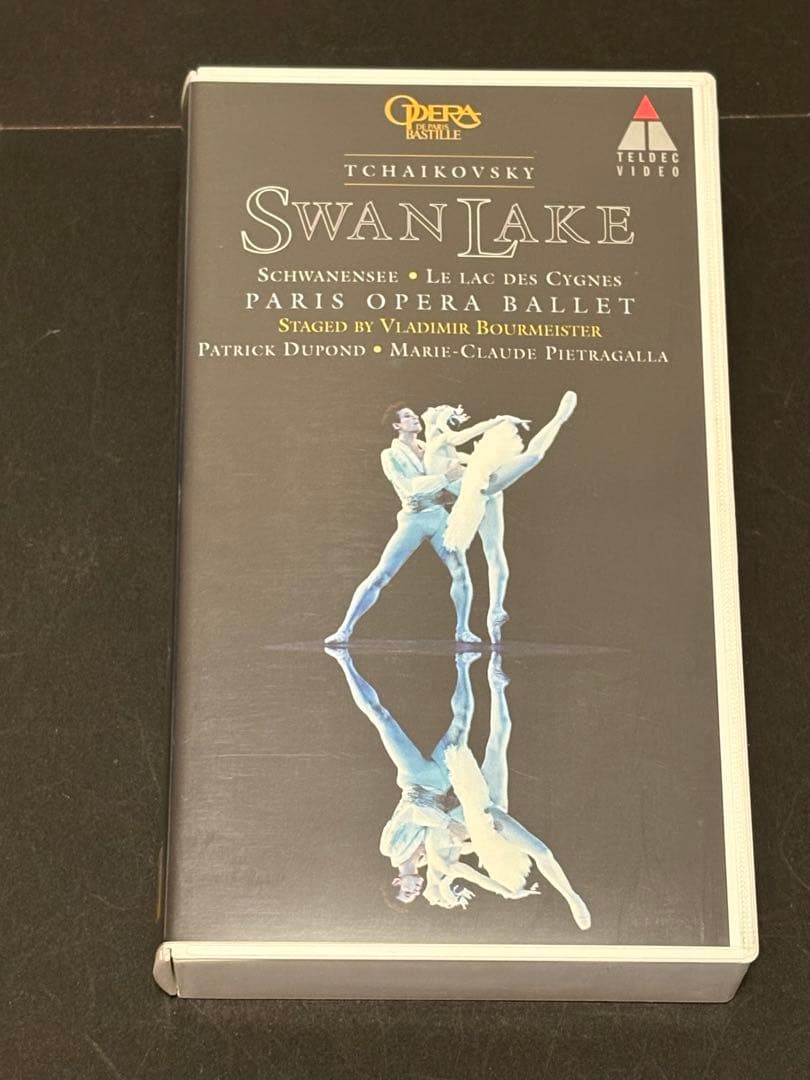 OPERA
DE PARIS
BASTILLE
TELDEC
VIDEO
TCHAIKOVSKY
SWAN LAKE
SCHWANENSEE • LE LAC DES CYGNES
PARIS OPERA BALLET
STAGED BY VLADIMIR BOURMEISTER
PATRICK DUPOND • MARIE-CLAUDE PIETRAGALLA